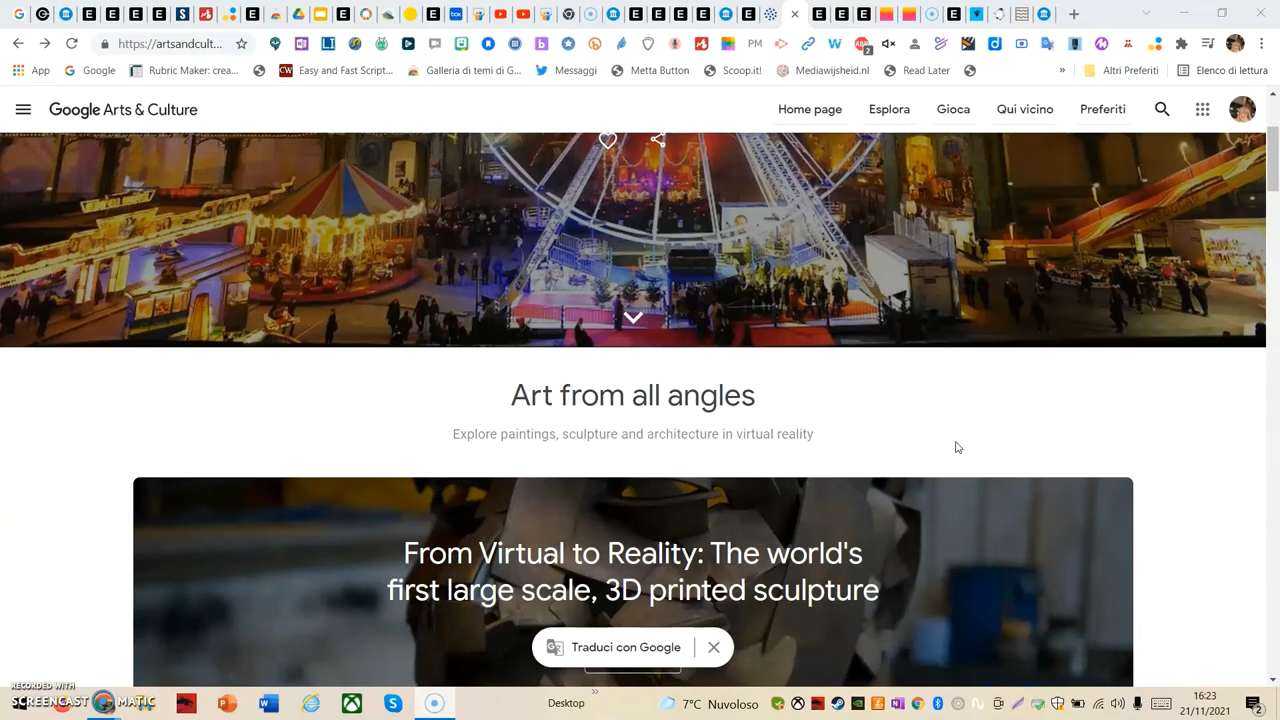 https://artsandcult...
PM
2
App
Google
Rubric Maker: crea...
CW
Easy and Fast Script...
Galleria di temi di G...
Messaggi
Metta Button
Scoop.it!
Mediawijsheid.nl
Read Later
»
Altri Preferiti
Elenco di lettura
Google Arts & Culture
Home page
Esplora
Gioca
Qui vicino
Preferiti
Art from all angles
Explore paintings, sculpture and architecture in virtual reality
From Virtual to Reality: The world's
first large scale, 3D printed sculpture
Traduci con Google
RECORDED WITH
SCREENCAST MATIC
Desktop
»
7°C Nuvoloso
16:23
21/11/2021
2